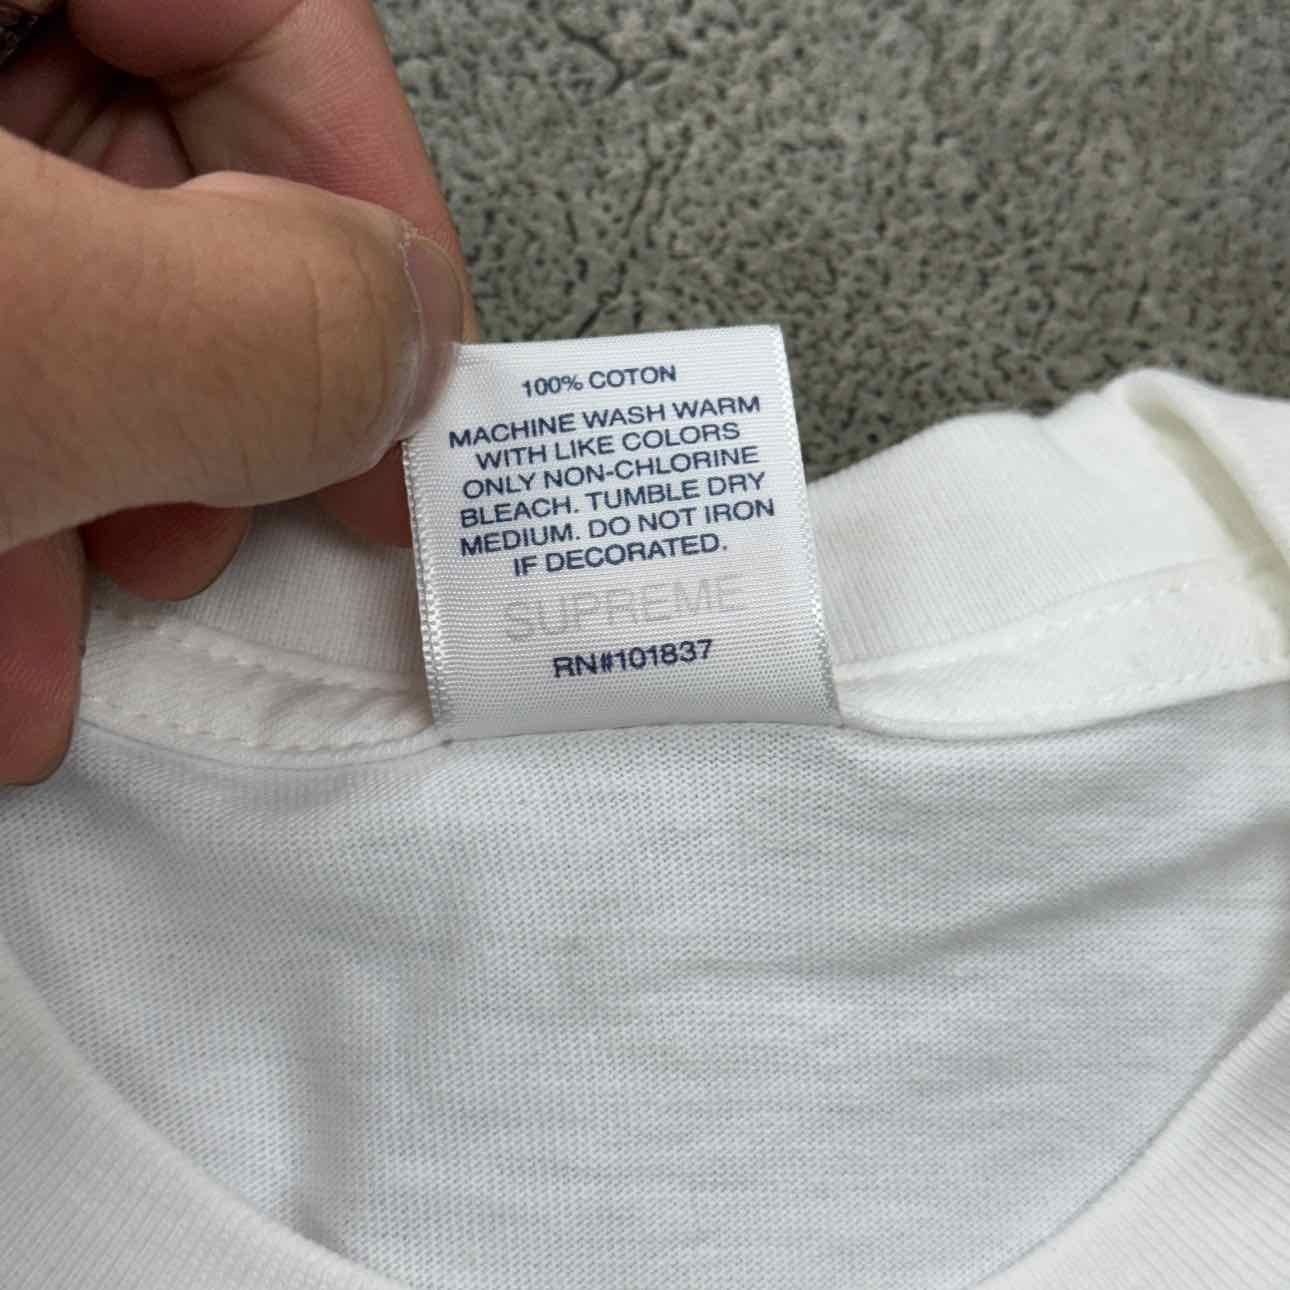 100% COTON
MACHINE WASH WARM
WITH LIKE COLORS
ONLY NON-CHLORINE
BLEACH. TUMBLE DRY
MEDIUM. DO NOT IRON
IF DECORATED.
SUPREME
RN#101837